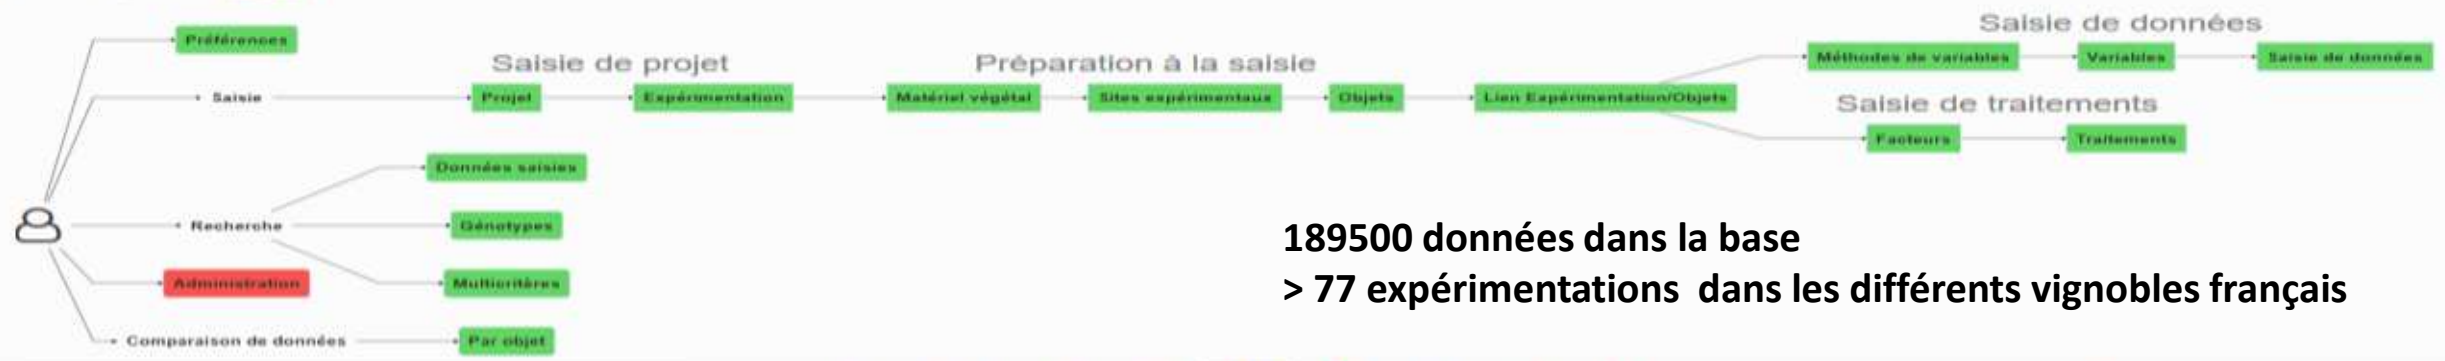 Saisie de données
Préférences
Méthodes de variables Variables Saisie de données
Saisie de projet Préparation à la saisie
Saisie Projet Expérimentation Matériel végétal Sites expérimentaux Objets Lien Expérimentation/Objets
Saisie de traitements
Facteurs Traitements
Données saisies
Recherche Génotypes
189500 données dans la base
Administration Multicritères
> 77 expérimentations dans les différents vignobles français
Comparaison de données Par objet